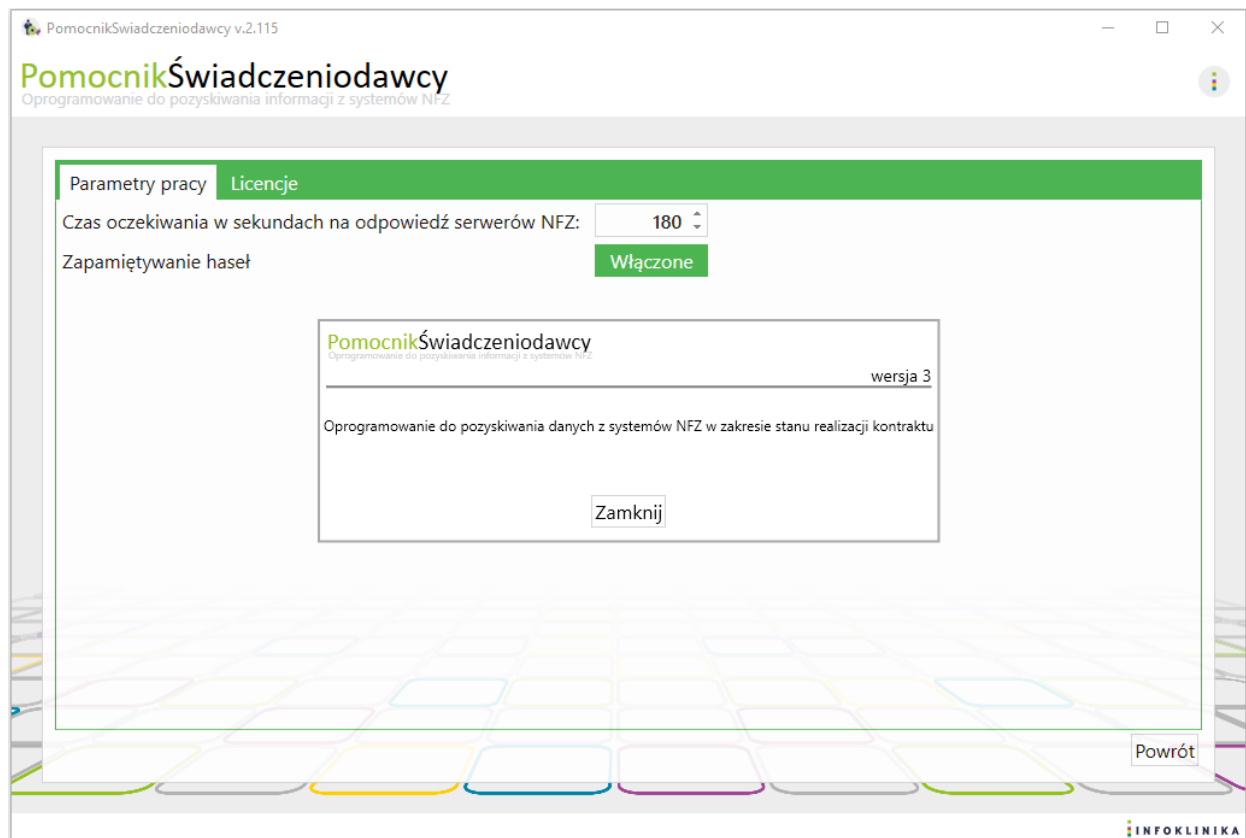 PomocnikSwiadczeniodawcy v.2.115
PomocnikŚwiadczeniodawcy
Oprogramowanie do pozyskiwania informacji z systemów NFZ
Parametry pracy Licencje
Czas oczekiwania w sekundach na odpowiedź serwerów NFZ: 180
Zapamiętywanie haseł Włączone
PomocnikŚwiadczeniodawcy
Oprogramowanie do pozyskiwania informacji z systemów NFZ
wersja 3
Oprogramowanie do pozyskiwania danych z systemów NFZ w zakresie stanu realizacji kontraktu
Zamknij
Powrót
INFOKLINIKA